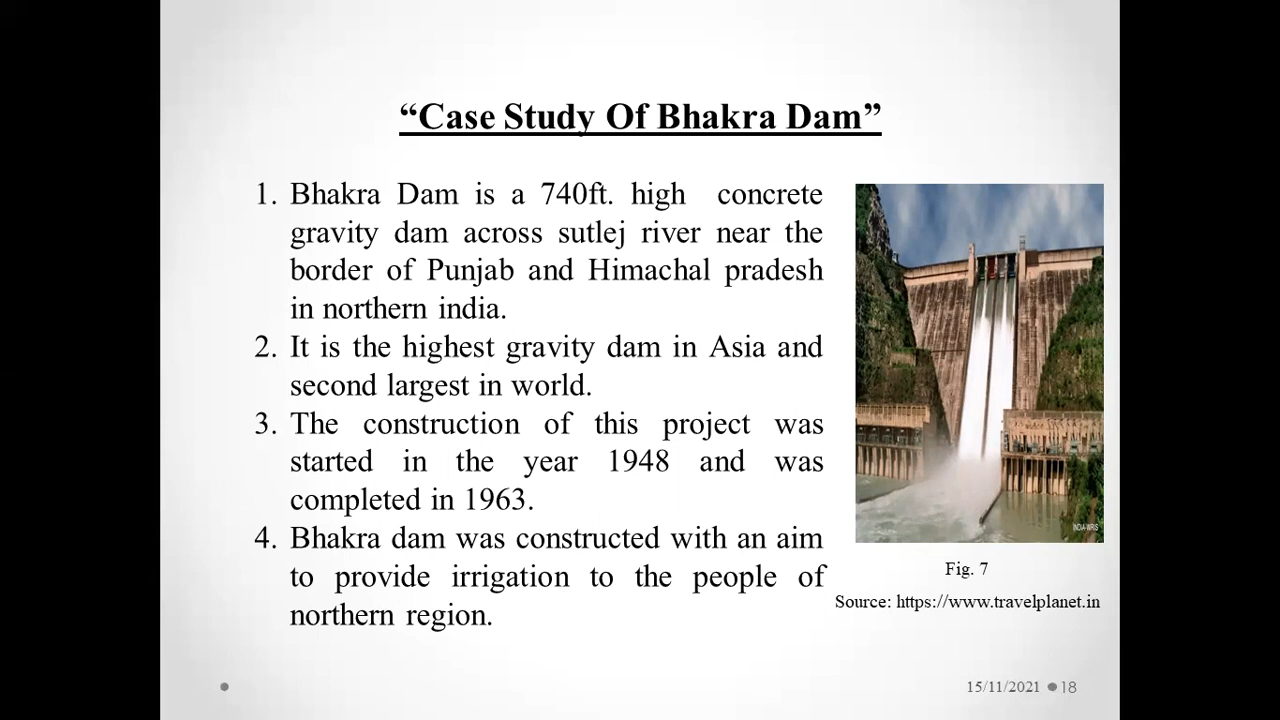 “Case Study Of Bhakra Dam”
1. Bhakra Dam is a 740ft. high concrete
gravity dam across sutlej river near the
border of Punjab and Himachal pradesh
in northern india.
2. It is the highest gravity dam in Asia and
second largest in world.
3. The construction of this project was
started in the year 1948 and was
completed in 1963.
4. Bhakra dam was constructed with an aim
to provide irrigation to the people of
northern region.
INDIA-WRIS
Fig. 7
Source: https://www.travelplanet.in
15/11/2021 18